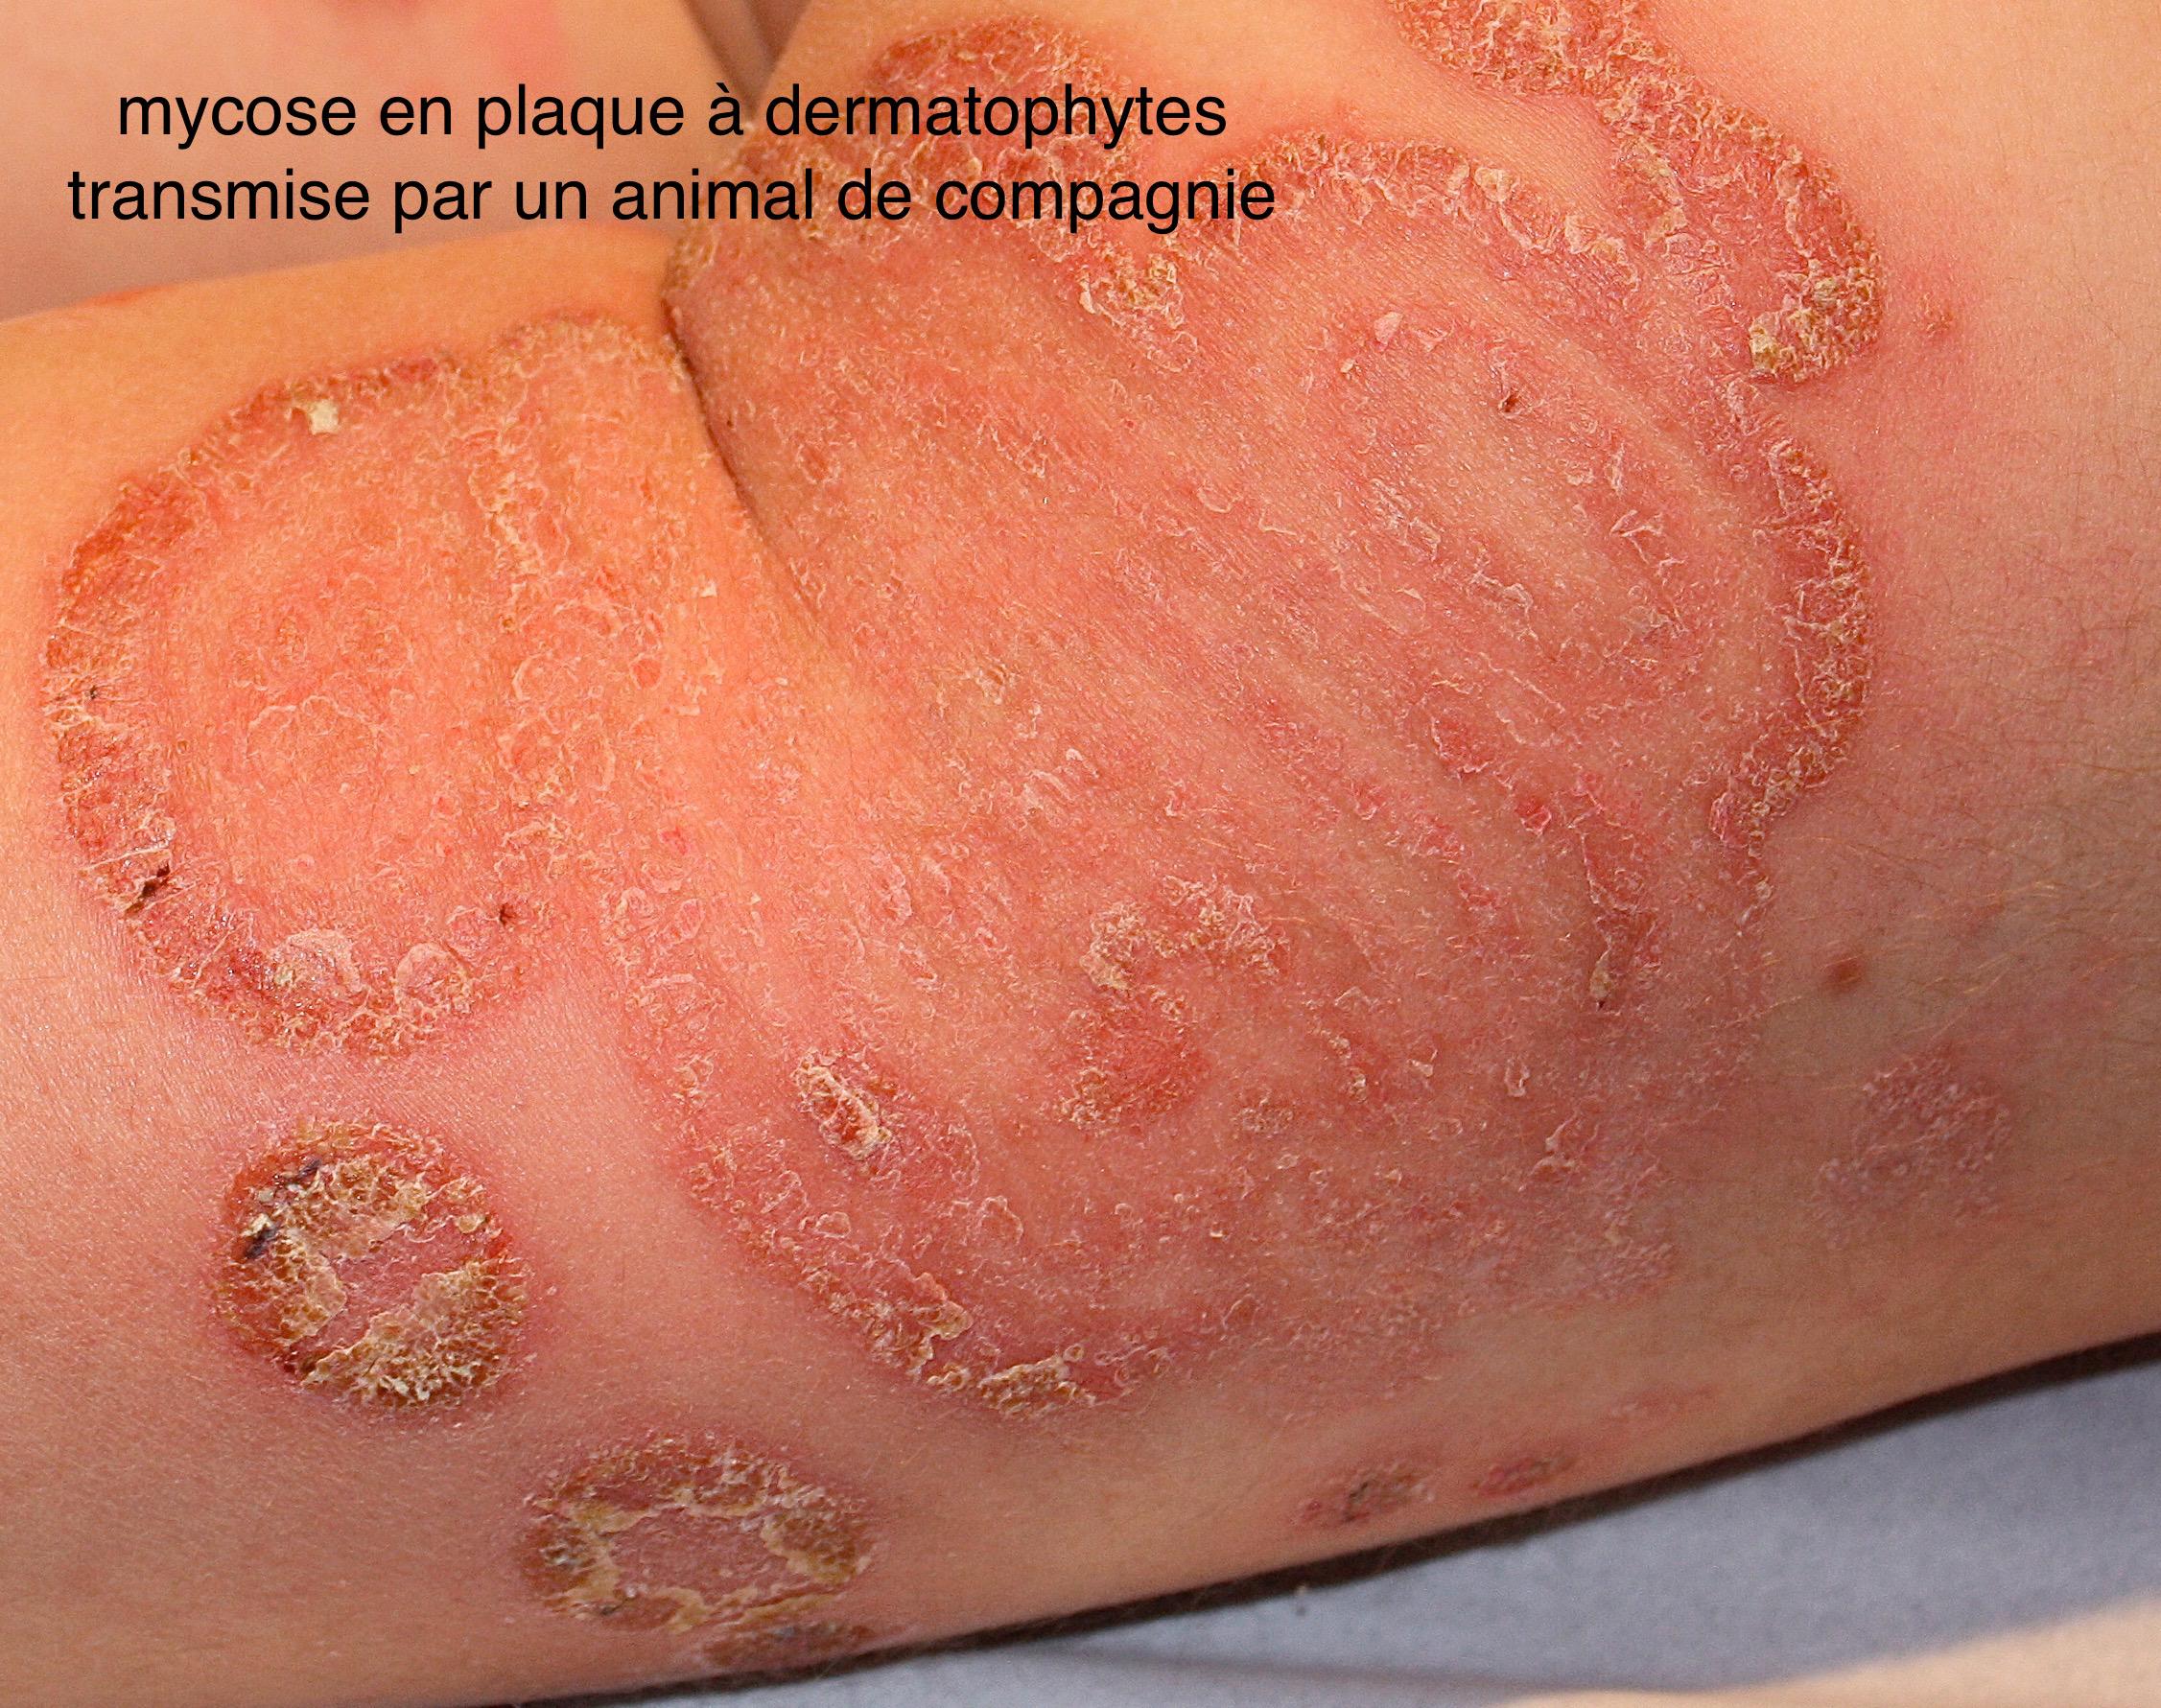 mycose en plaque à dermatophytes
transmise par un animal de compagnie